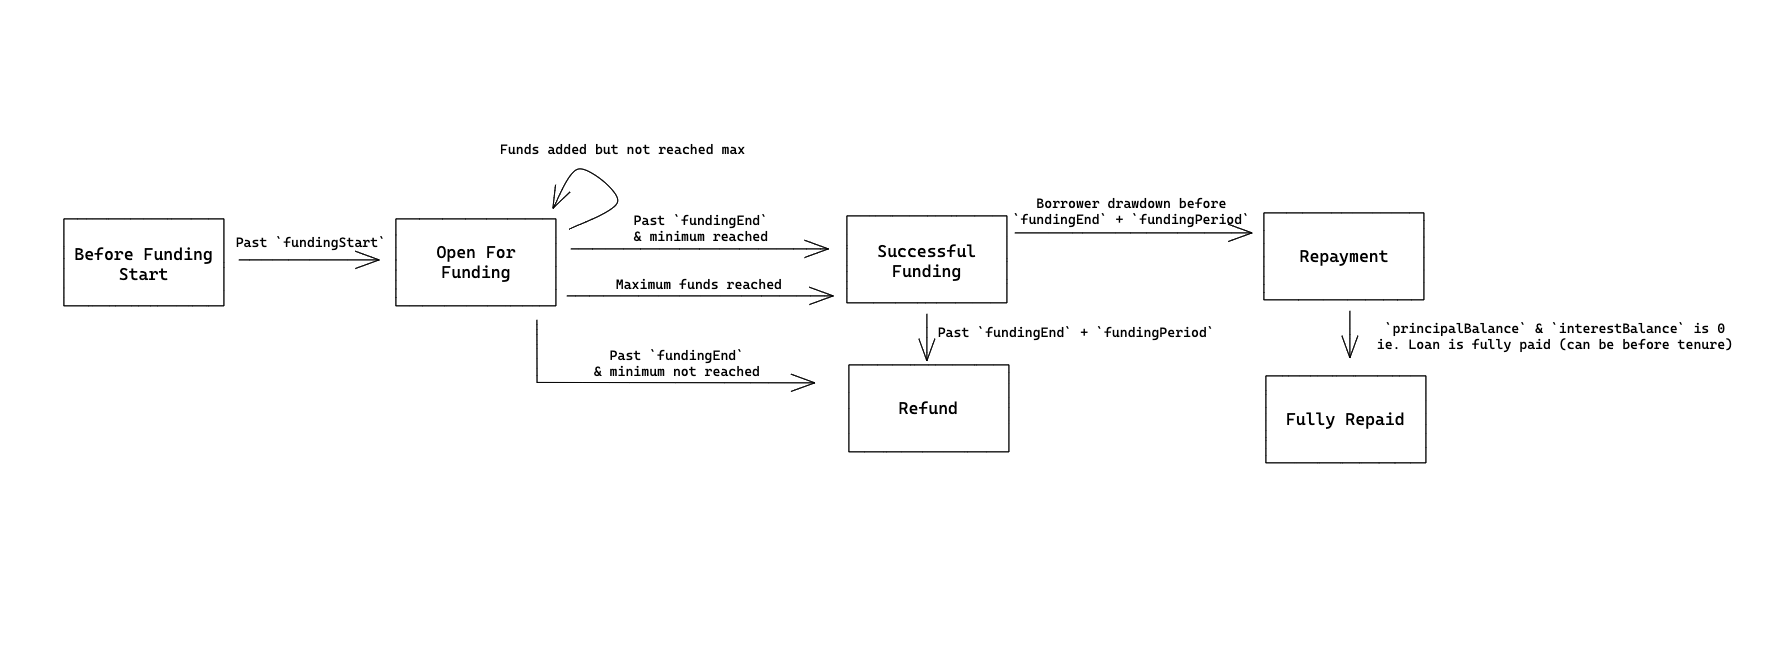 Funds added but not reached max
Before Funding
Start
Past `fundingStart`
Open For
Funding
Past `fundingEnd`
& minimum reached
Maximum funds reached
Past `fundingEnd`
& minimum not reached
Successful
Funding
Borrower drawdown before
`fundingEnd` + `fundingPeriod`
Repayment
Past `fundingEnd` + `fundingPeriod`
Refund
`principalBalance` & `interestBalance` is 0
ie. Loan is fully paid (can be before tenure)
Fully Repaid